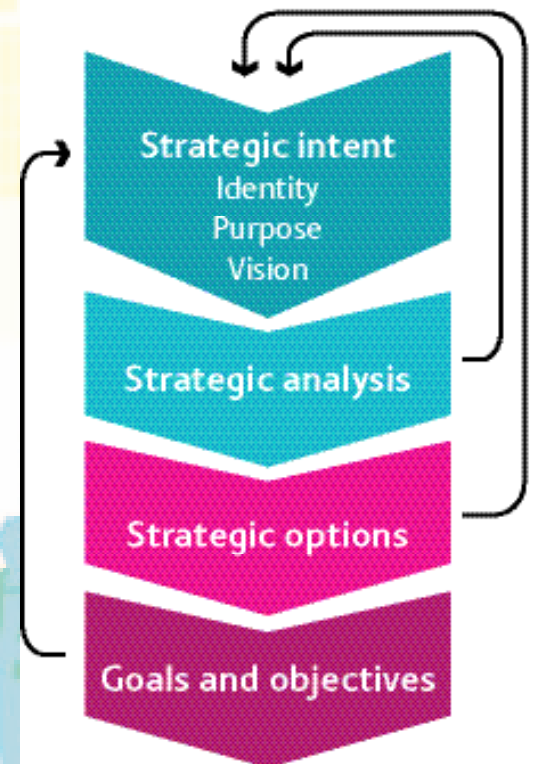 Strategic intent
Identity
Purpose
Vision
Strategic analysis
Strategic options
Goals and objectives